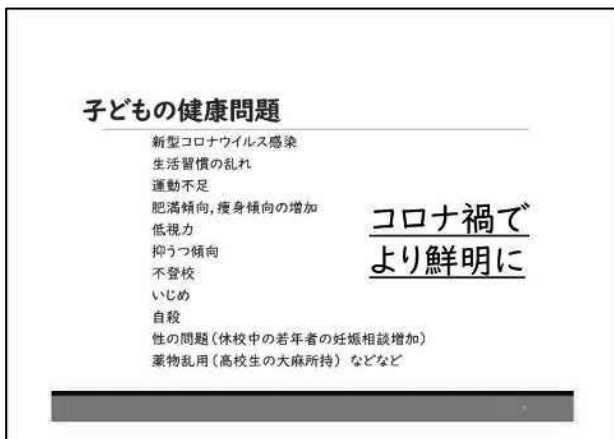 子どもの健康問題
新型コロナウイルス感染
生活習慣の乱れ
運動不足
肥満傾向,痩身傾向の増加
低視力
抑うつ傾向
不登校
いじめ
自殺
性の問題(休校中の若年者の妊娠相談増加)
薬物乱用(高校生の大麻所持) などなど
コロナ禍で
より鮮明に